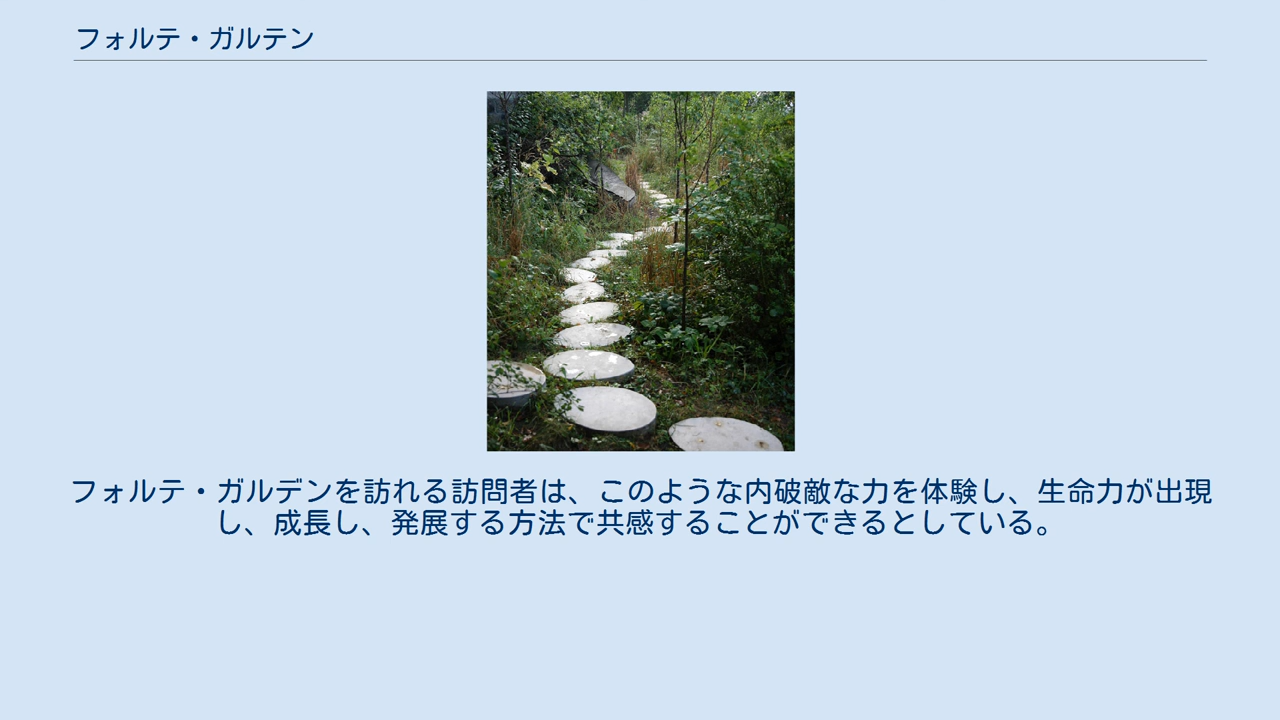 フォルテ・ガルテン
フォルテ・ガルデンを訪れる訪問者は、このような内破敵な力を体験し、生命力が出現
し、成長し、発展する方法で共感することができるとしている。